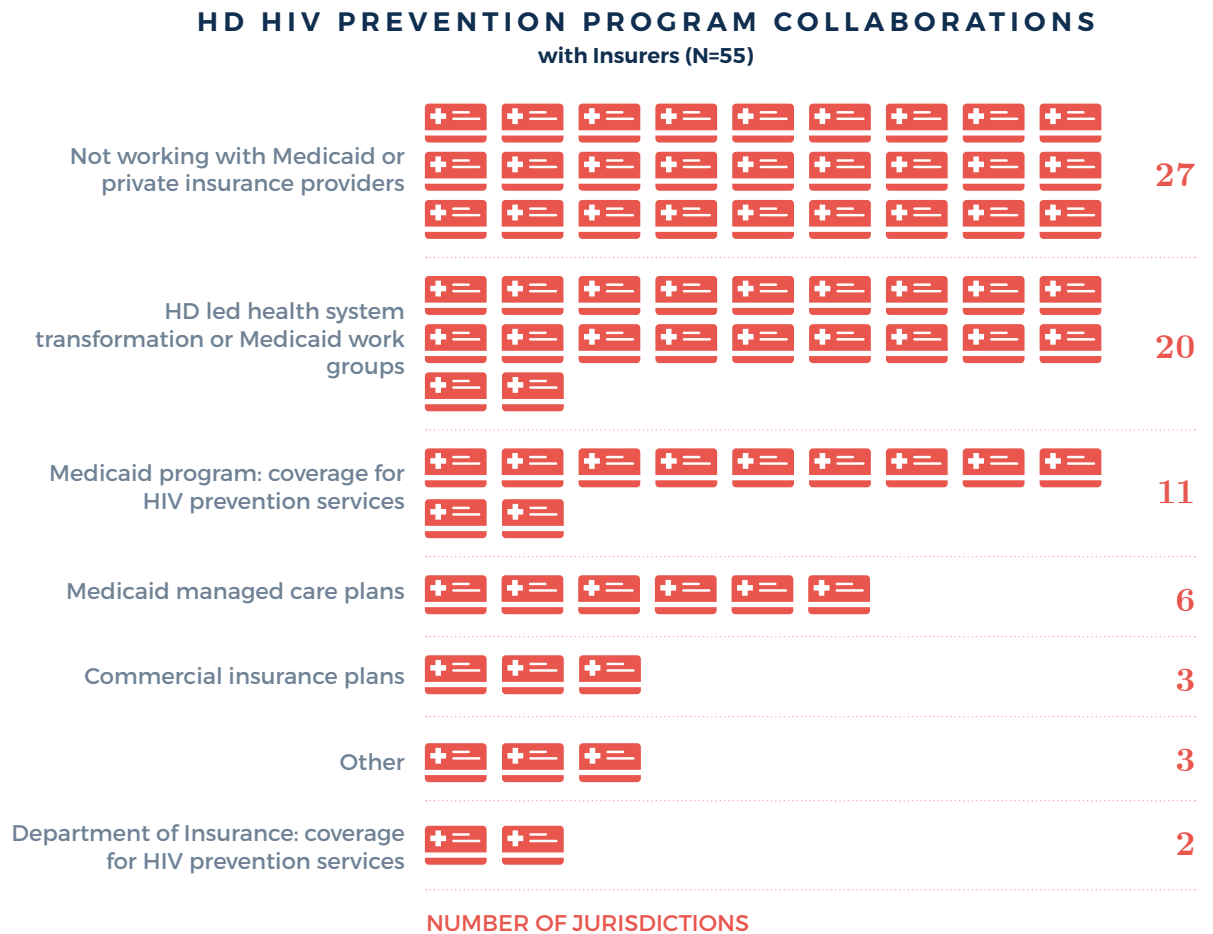 HD HIV PREVENTION PROGRAM COLLABORATIONS
with Insurers (N=55)
Not working with Medicaid or
private insurance providers
27
HD led health system
transformation or Medicaid work
groups
20
Medicaid program: coverage for
HIV prevention services
11
Medicaid managed care plans
6
Commercial insurance plans
3
Other
3
Department of Insurance: coverage
for HIV prevention services
2
NUMBER OF JURISDICTIONS